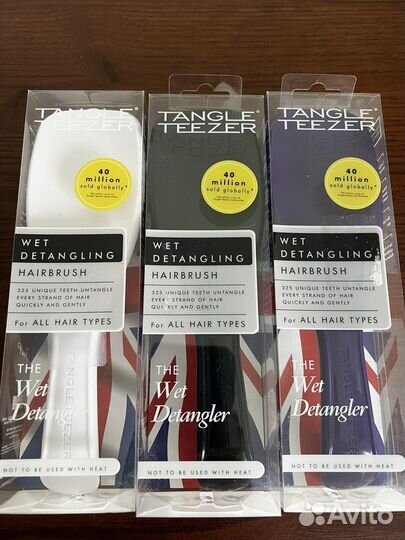 TANGLE
TEEZER
40
million
sold globally*
WET
DETANGLING
HAIRBRUSH
325 UNIQUE TEETH UNTANGLE
EVERY STRAND OF HAIR
QUICKLY AND GENTLY
For ALL HAIR TYPES
THE
Wet
Detangler
TANGLE TEEZER
NOT TO BE USED WITH HEAT
TANGLE
TEEZER
40
million
sold globally*
WET
DETANGLING
HAIRBRUSH
325 UNIQUE TEETH UNTANGLE
EVERY STRAND OF HAIR
QUICKLY AND GENTLY
For ALL HAIR TYPES
THE
Wet
Detangler
NOT TO BE USED WITH HEAT
TANGLE
TEEZER
40
million
sold globally*
WET
DETANGLING
HAIRBRUSH
325 UNIQUE TEETH UNTANGLE
EVERY STRAND OF HAIR
QUICKLY AND GENTLY
For ALL HAIR TYPES
THE
Wet
Detangler
TANGLE TEEZER
NOT TO BE USED WITH HEAT
Avito